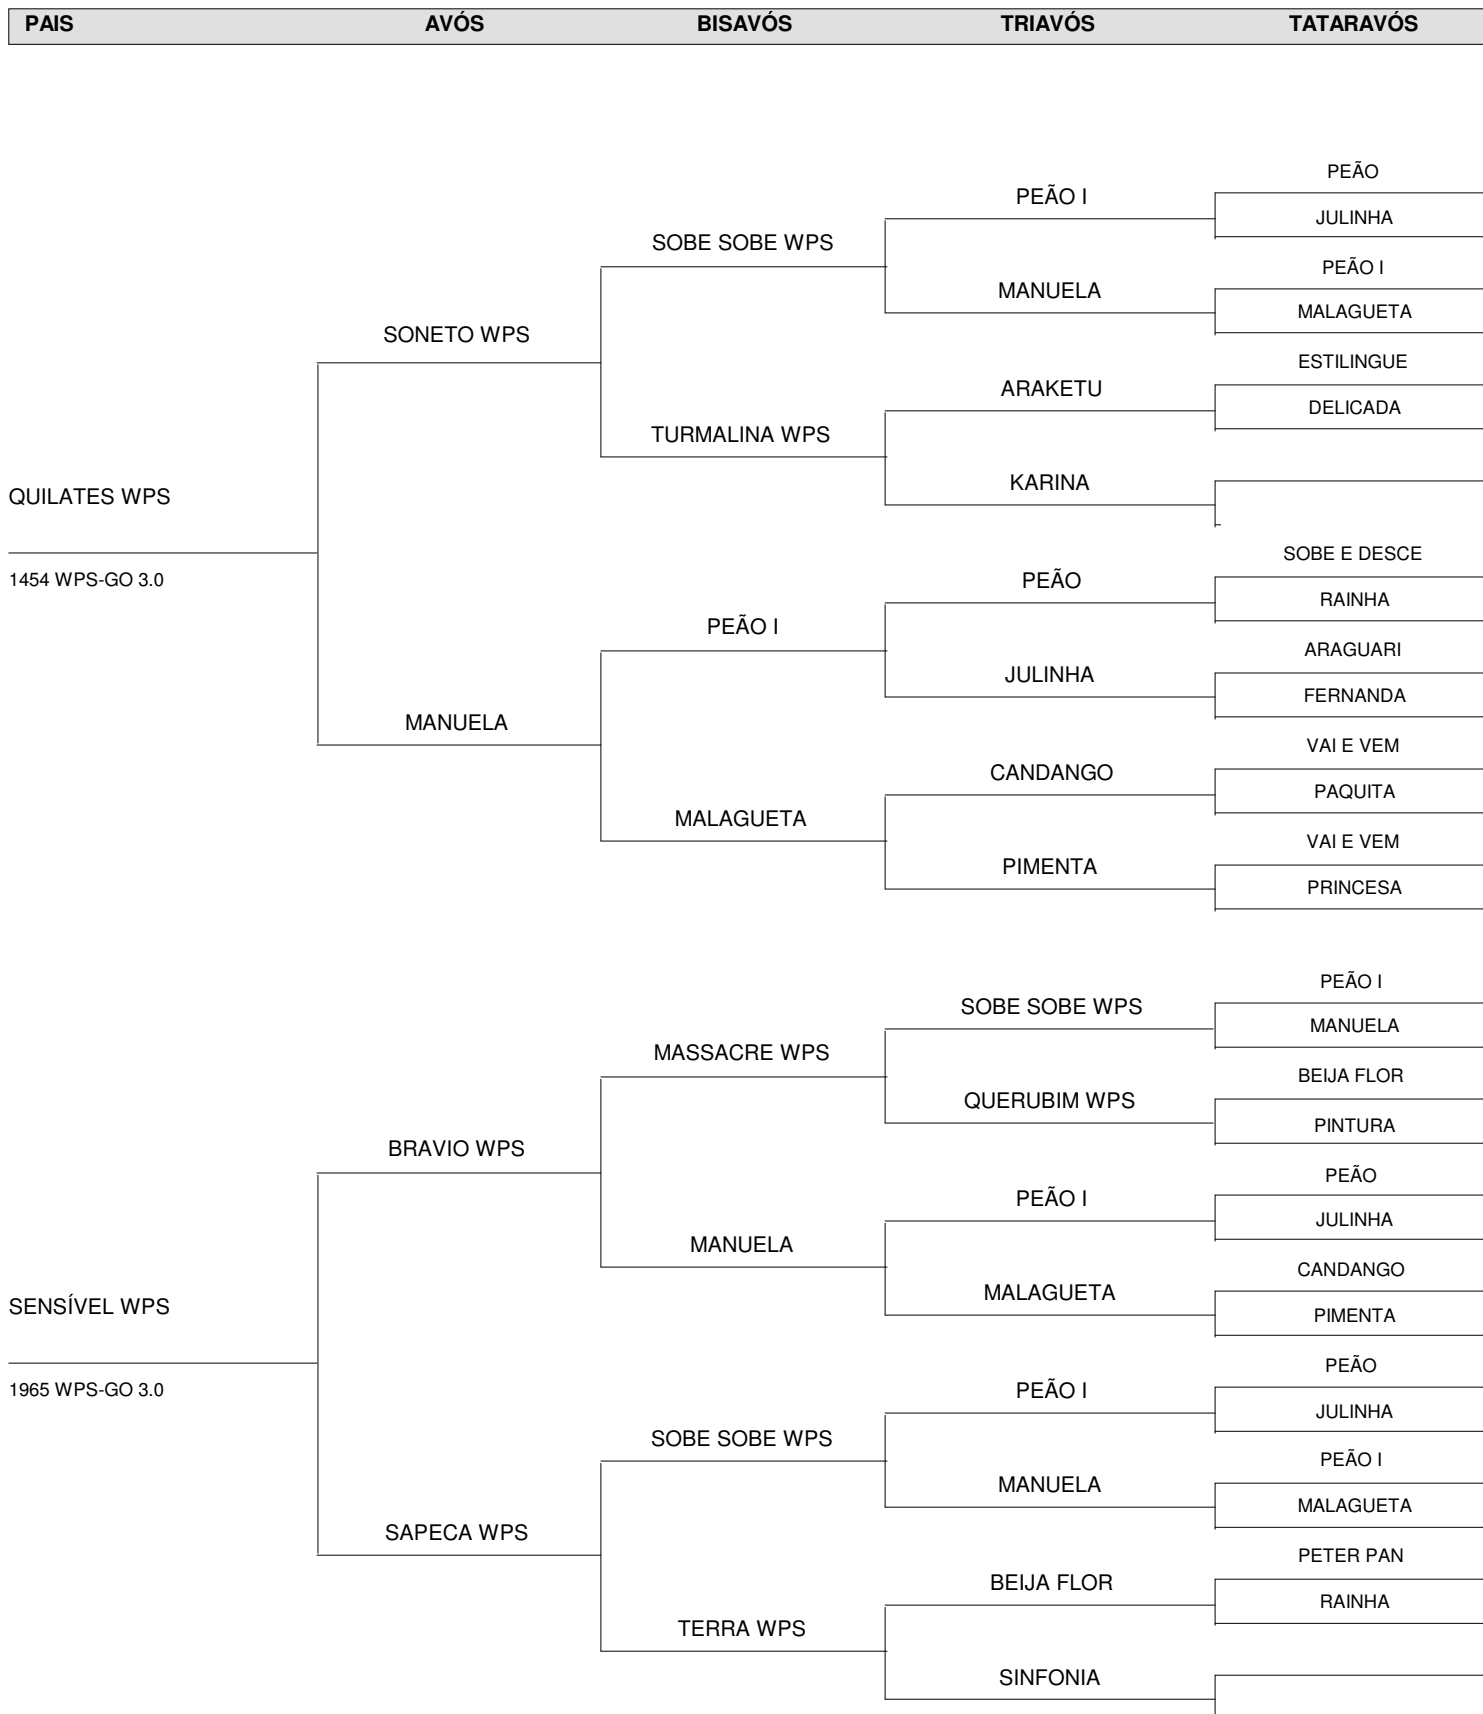 PAIS AVÓS BISAVÓS TRIAVÓS TATARAVÓS
PEÃO
PEÃO I
JULINHA
SOBE SOBE WPS
PEÃO I
MANUELA
MALAGUETA
SONETO WPS
ESTILINGUE
ARAKETU
DELICADA
TURMALINA WPS
KARINA
QUILATES WPS
SOBE E DESCE
1454 WPS-GO 3.0
PEÃO
RAINHA
PEÃO I
ARAGUARI
JULINHA
FERNANDA
MANUELA
VAI E VEM
CANDANGO
PAQUITA
MALAGUETA
VAI E VEM
PIMENTA
PRINCESA
PEÃO I
SOBE SOBE WPS
MANUELA
MASSACRE WPS
BEIJA FLOR
QUERUBIM WPS
PINTURA
BRAVIO WPS
PEÃO
PEÃO I
JULINHA
MANUELA
CANDANGO
MALAGUETA
SENSÍVEL WPS
PIMENTA
PEÃO
1965 WPS-GO 3.0
PEÃO I
JULINHA
SOBE SOBE WPS
PEÃO I
MANUELA
MALAGUETA
SAPECA WPS
PETER PAN
BEIJA FLOR
RAINHA
TERRA WPS
SINFONIA